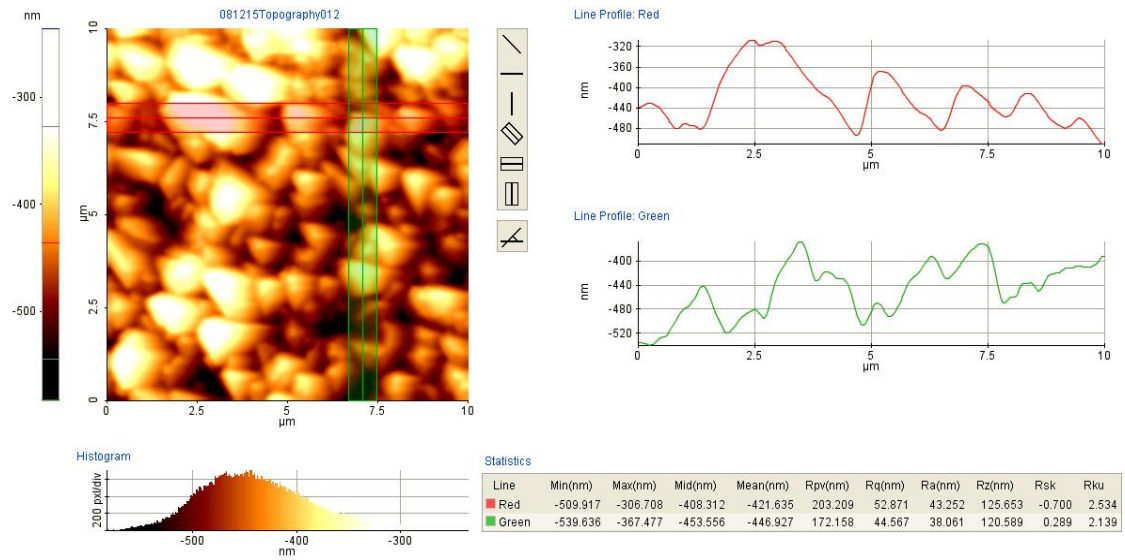 nm
081215Topography012
-300
-400
-500
10
7.5
5
2.5
0
µm
0 2.5 5 7.5 10
µm
Line Profile: Red
nm
-320
-360
-400
-440
-480
0 2.5 5 7.5 10
µm
Line Profile: Green
nm
-400
-480
-520
0 2.5 5 7.5 10
µm
Histogram
200 pxl/div
-500 -400 -300
nm
Statistics
Line Min(nm) Max(nm) Mid(nm) Mean(nm) Rpv(nm) Rq(nm) Ra(nm) Rz(nm) Rsk Rku
Red -509.917 -306.708 -408.312 -421.635 203.209 52.871 43.252 125.653 -0.700 2.534
Green -539.636 -367.477 -453.556 -446.927 172.158 44.567 38.061 120.589 0.289 2.139